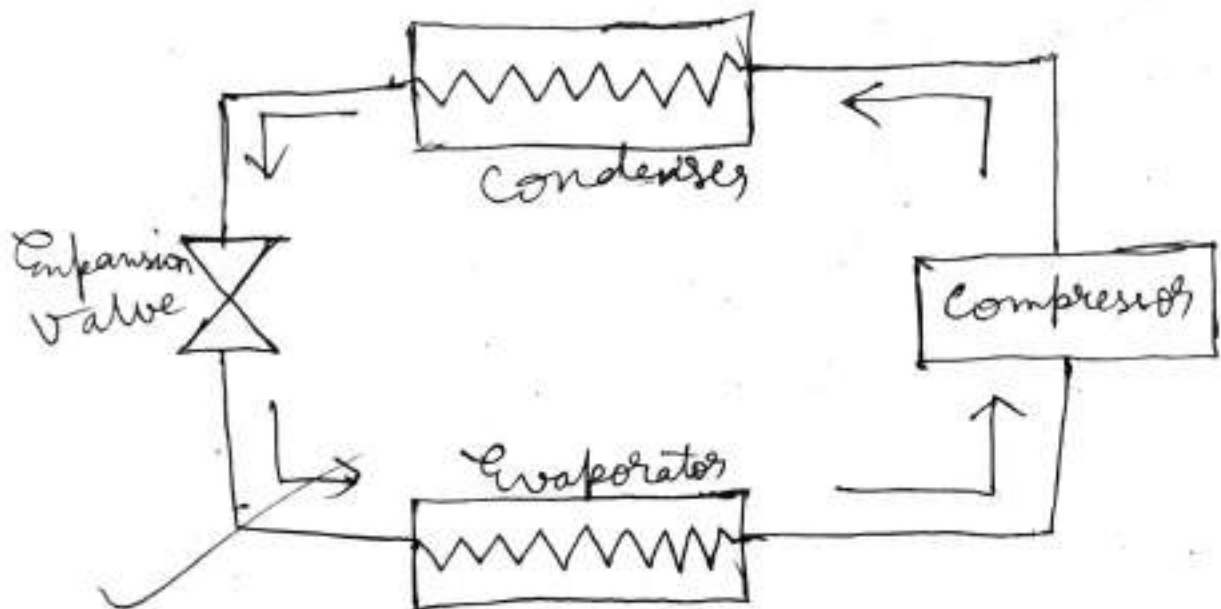 Condenser
Expansion
valve
Compressor
Evaporator